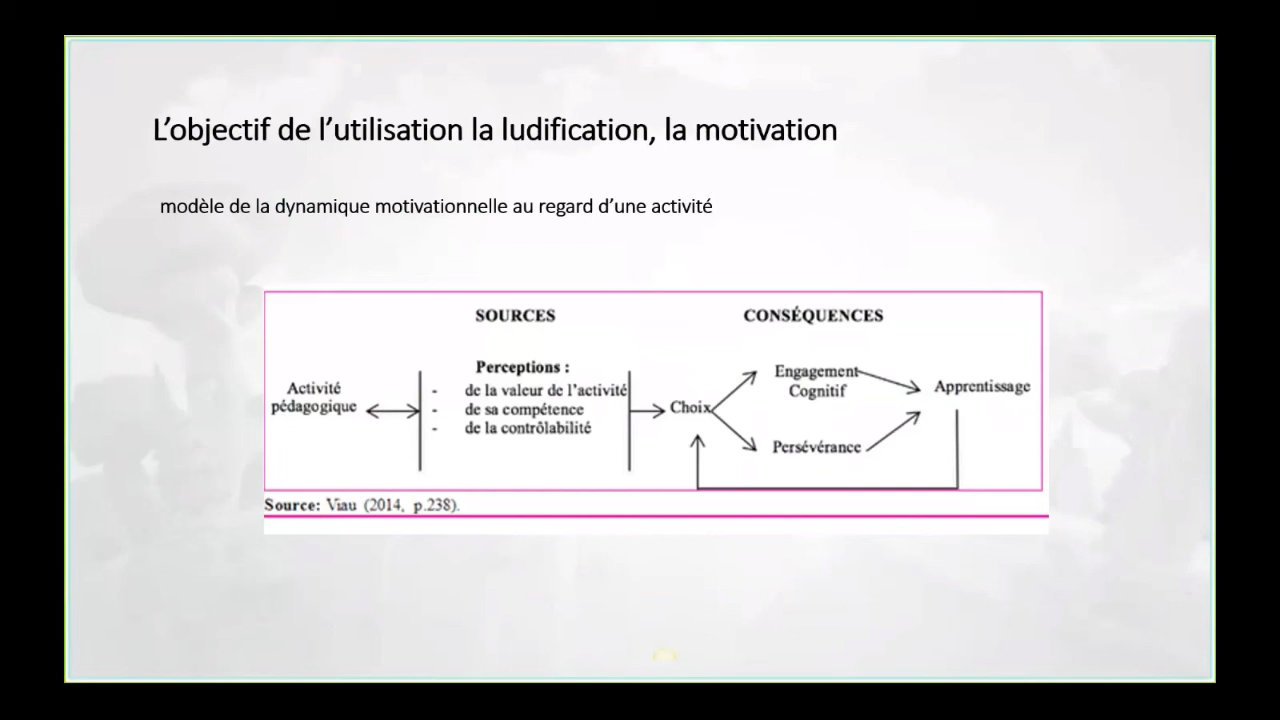 L’objectif de l’utilisation la ludification, la motivation
modèle de la dynamique motivationnelle au regard d’une activité
SOURCES
CONSÉQUENCES
Activité
pédagogique
Perceptions :
- de la valeur de l’activité
- de sa compétence
- de la contrôlabilité
Choix
Engagement
Cognitif
Persévérance
Apprentissage
Source: Viau (2014, p.238).